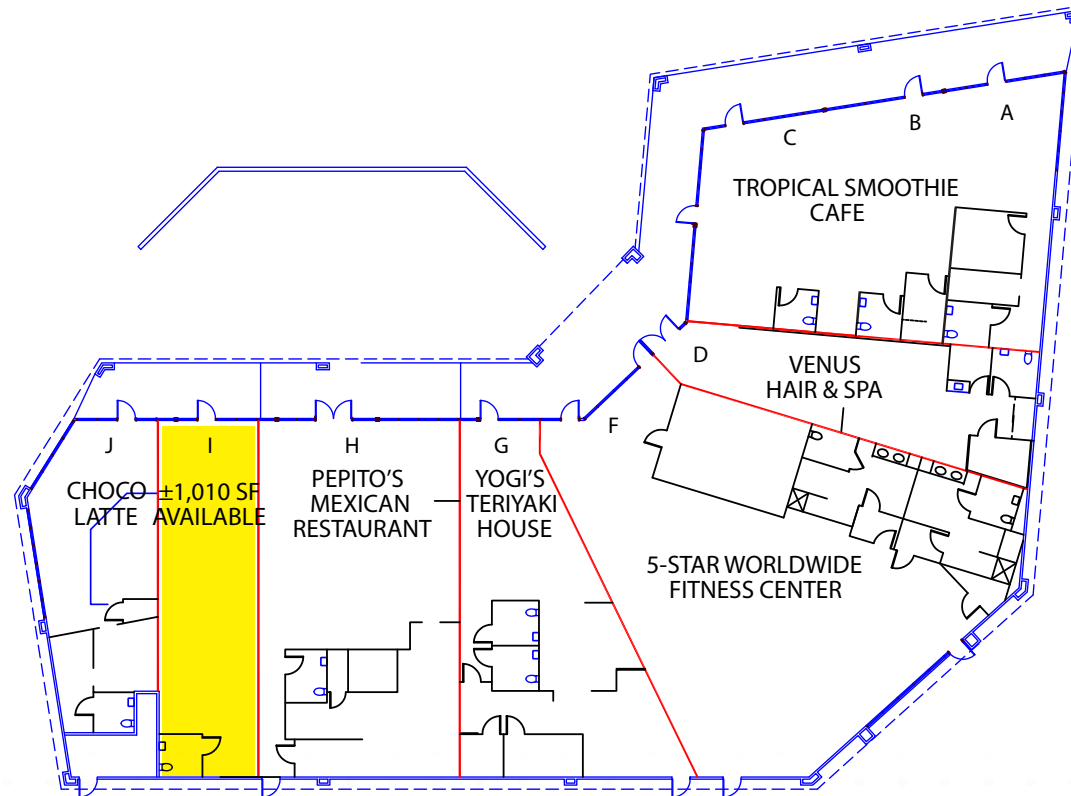 A
B
C
TROPICAL SMOOTHIE
CAFE
D
VENUS
HAIR & SPA
F
J
I
H
G
CHOCO
LATTE
±1,010 SF
AVAILABLE
PEPITO'S
MEXICAN
RESTAURANT
YOGI'S
TERIYAKI
HOUSE
5-STAR WORLDWIDE
FITNESS CENTER